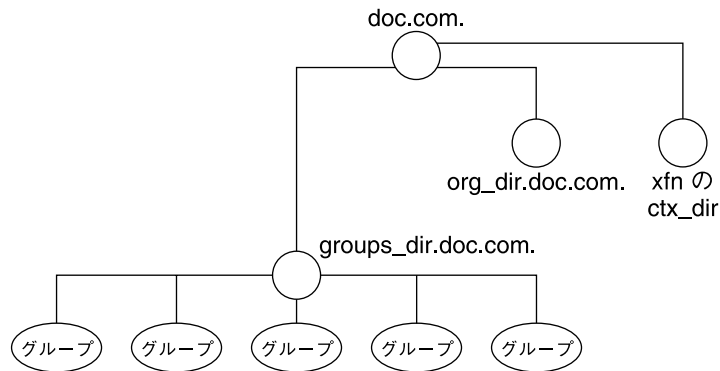 doc.com.
org_dir.doc.com.
xfn の
ctx_dir
groups_dir.doc.com.
グループ
グループ
グループ
グループ
グループ